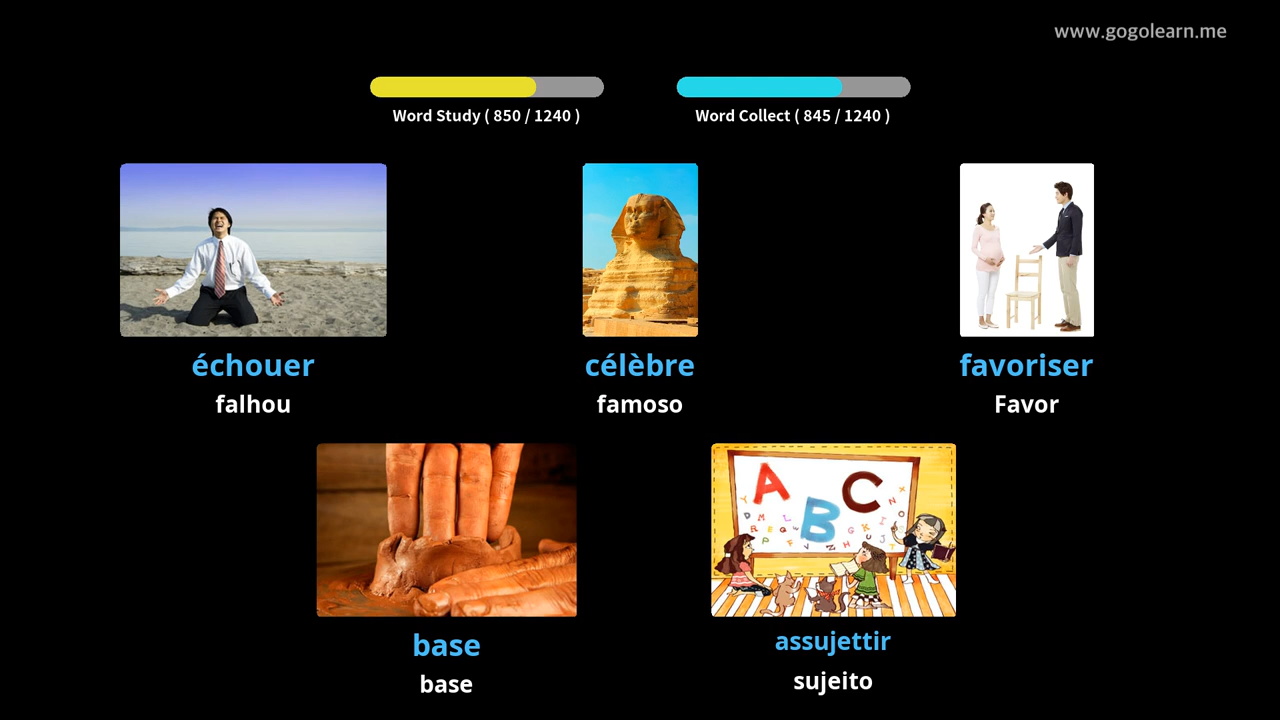 www.gogolearn.me
Word Study ( 850 / 1240 )
Word Collect ( 845 / 1240 )
échouer
falhou
célèbre
famoso
favoriser
Favor
A B C
base
base
assujettir
sujeito